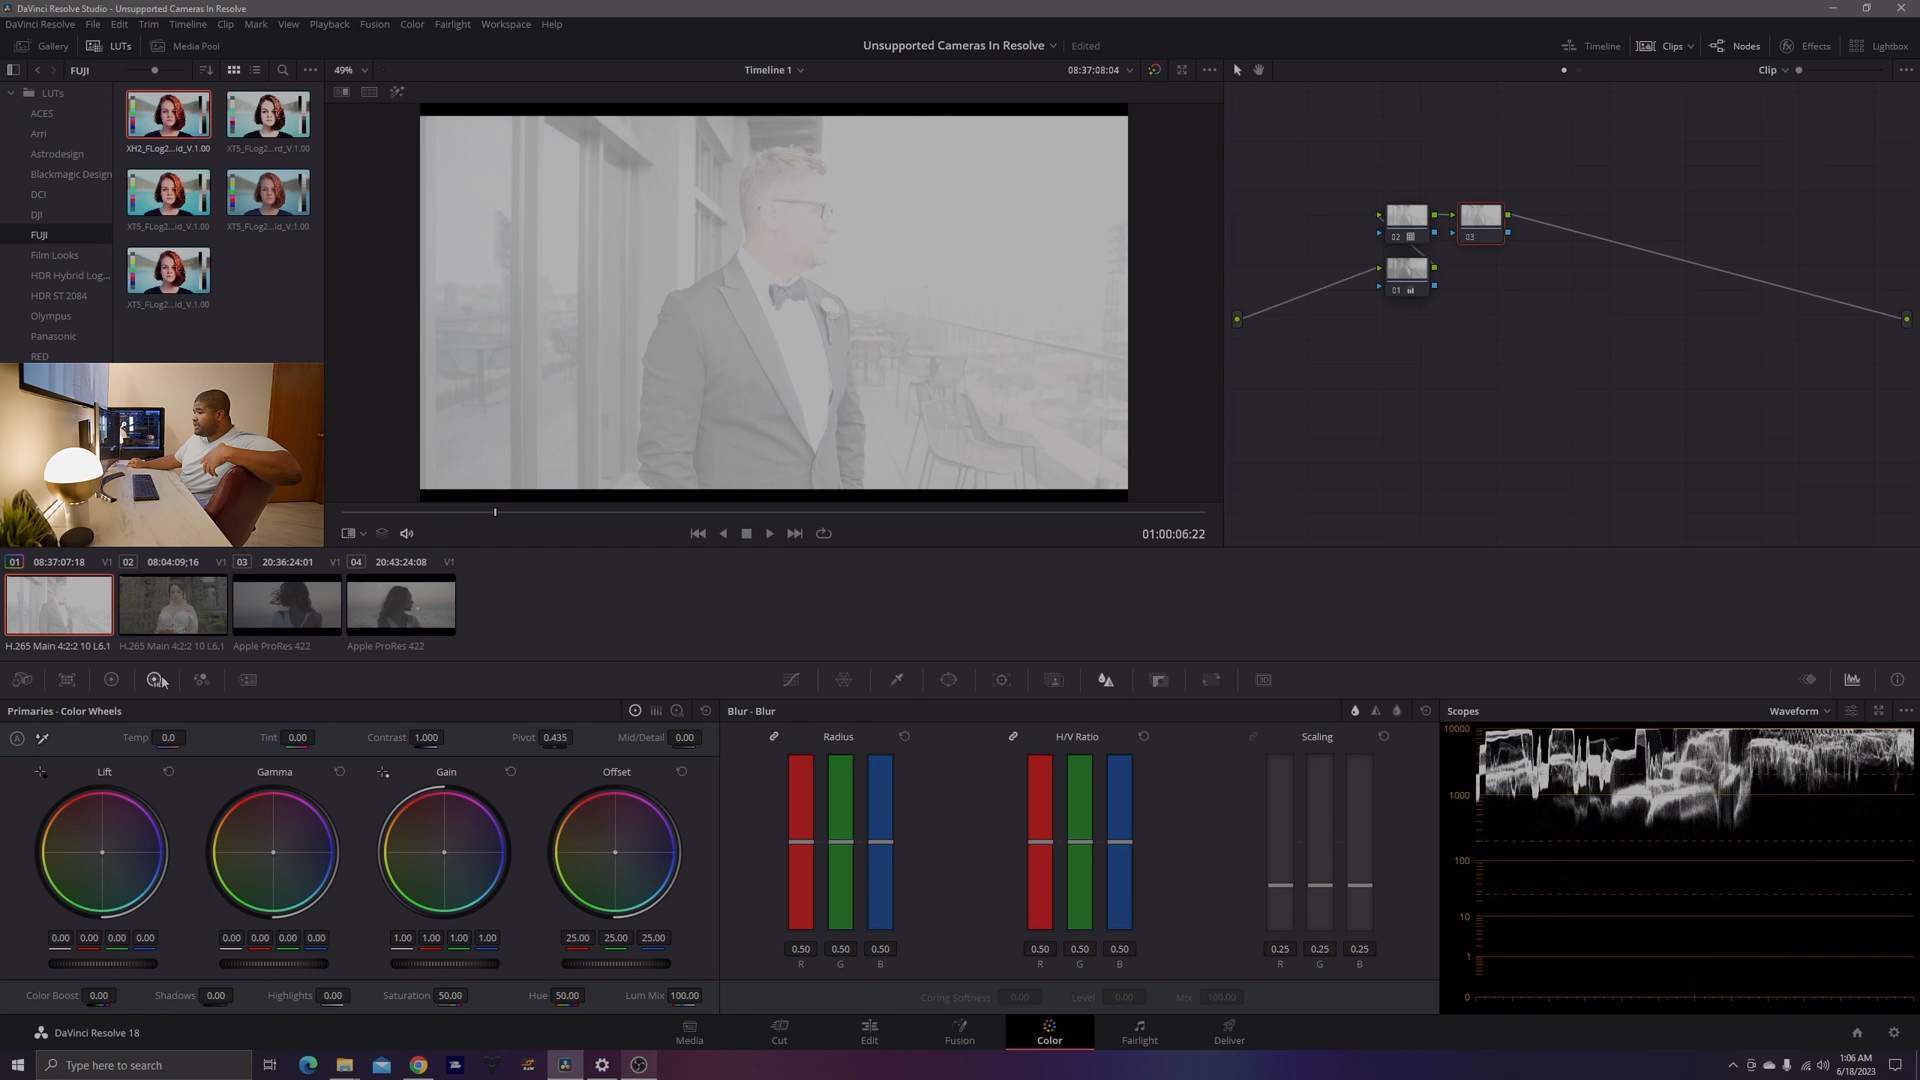 DaVinci Resolve Studio - Unsupported Cameras In Resolve
DaVinci Resolve File Edit Trim Timeline Clip Mark View Playback Fusion Color Fairlight Workspace Help
Gallery LUTs Media Pool Unsupported Cameras In Resolve Edited Timeline Clips Nodes Effects Lightbox
FUJI 49% Timeline 1 08:37:08:04 Clip
LUTs
ACES
Arri
Astrodesign
Blackmagic Design
DCI
DJI
FUJI
Film Looks
HDR Hybrid Log...
HDR ST 2084
Olympus
Panasonic
RED
XH2_FLog2...id_V.1.00 XT5_FLog2...rd_V.1.00
XT5_FLog2...id_V.1.00 XT5_FLog2...id_V.1.00
XT5_FLog2...id_V.1.00
02 03
01
01:00:06:22
01 08:37:07:18 V1 02 08:04:09;16 V1 03 20:36:24:01 V1 04 20:43:24:08 V1
H.265 Main 4:2:2 10 L6.1 H.265 Main 4:2:2 10 L6.1 Apple ProRes 422 Apple ProRes 422
Primaries - Color Wheels Blur - Blur Scopes Waveform
Temp 0.0 Tint 0.00 Contrast 1.000 Pivot 0.435 Mid/Detail 0.00
Lift Gamma Gain Offset
0.00 0.00 0.00 0.00 0.00 0.00 0.00 0.00 1.00 1.00 1.00 1.00 25.00 25.00 25.00
Color Boost 0.00 Shadows 0.00 Highlights 0.00 Saturation 50.00 Hue 50.00 Lum Mix 100.00
Radius H/V Ratio Scaling
0.50 0.50 0.50 0.50 0.50 0.50 0.25 0.25 0.25
R G B R G B R G B
Coring Softness 0.00 Level 0.00 Mix 100.00
10000
1000
100
10
1
0
DaVinci Resolve 18 Media Cut Edit Fusion Color Fairlight Deliver
Type here to search
1:06 AM
6/18/2023